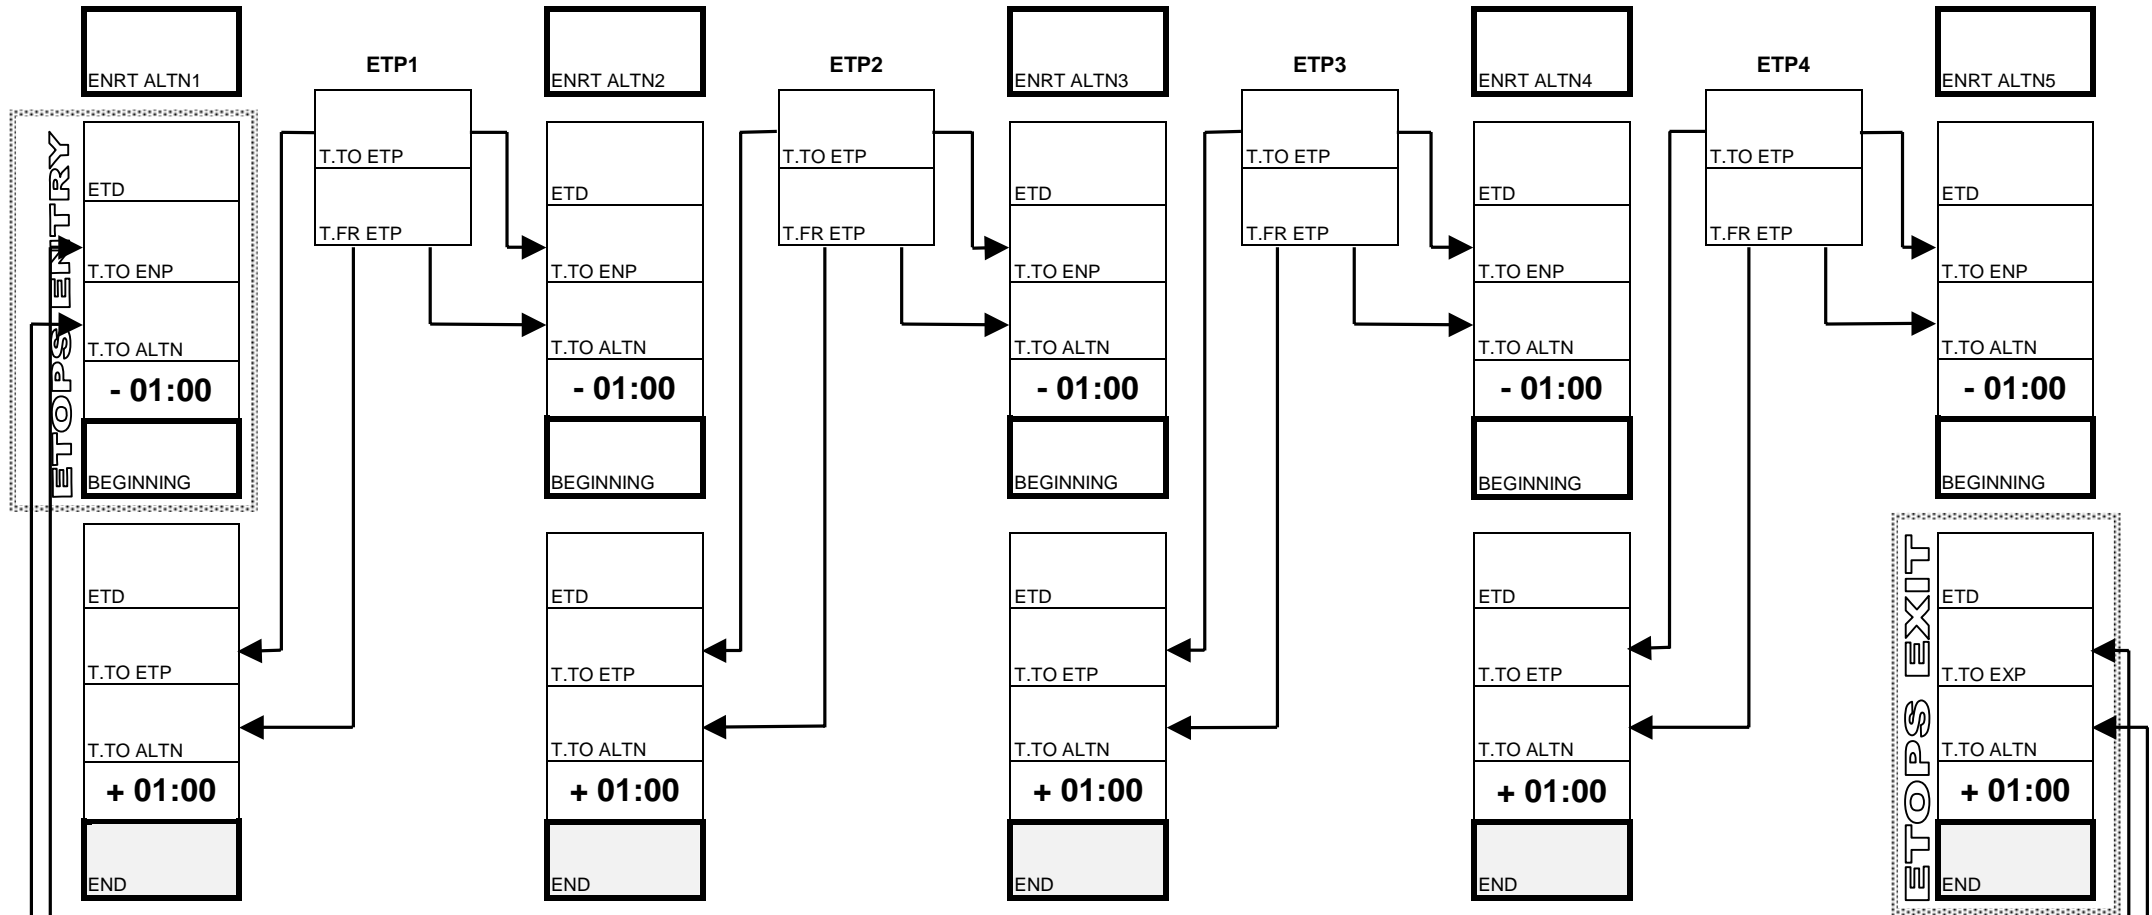 ENRT ALTN1
ETP1
ENRT ALTN2
ETP2
ENRT ALTN3
ETP3
ENRT ALTN4
ETP4
ENRT ALTN5
ETOPS ENTRY
ETD
T.TO ENP
T.TO ALTN
- 01:00
BEGINNING
T.TO ETP
T.FR ETP
ETD
T.TO ENP
T.TO ALTN
- 01:00
BEGINNING
T.TO ETP
T.FR ETP
ETD
T.TO ENP
T.TO ALTN
- 01:00
BEGINNING
T.TO ETP
T.FR ETP
ETD
T.TO ENP
T.TO ALTN
- 01:00
BEGINNING
T.TO ETP
T.FR ETP
ETD
T.TO ENP
T.TO ALTN
- 01:00
BEGINNING
ETD
T.TO ETP
T.TO ALTN
+ 01:00
END
ETD
T.TO ETP
T.TO ALTN
+ 01:00
END
ETD
T.TO ETP
T.TO ALTN
+ 01:00
END
ETD
T.TO ETP
T.TO ALTN
+ 01:00
END
ETOPS EXIT
ETD
T.TO EXP
T.TO ALTN
+ 01:00
END